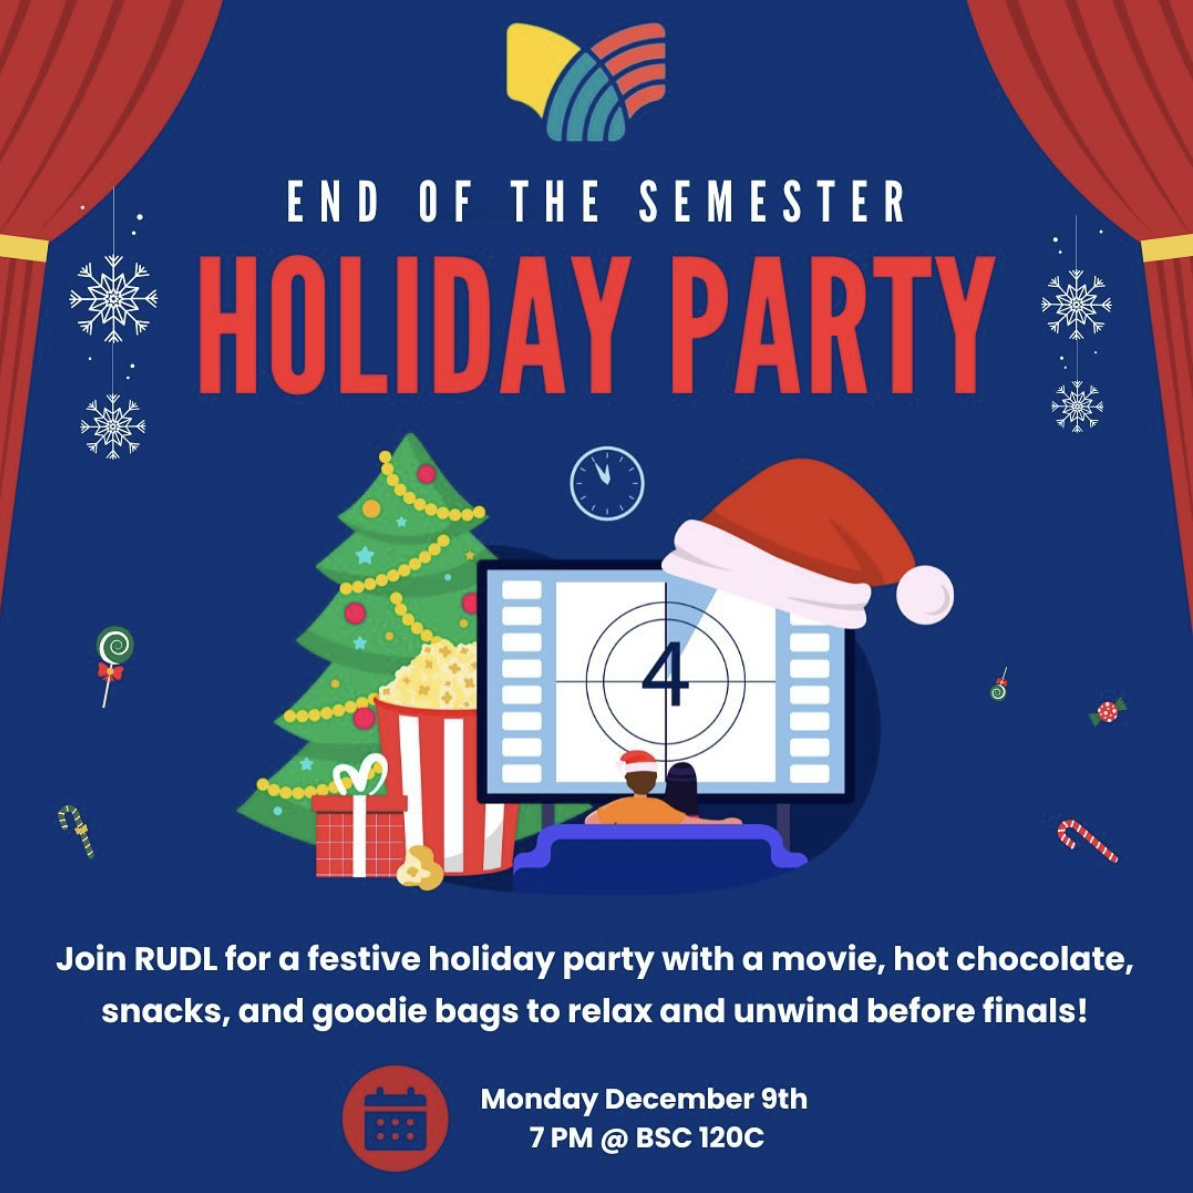 END OF THE SEMESTER
HOLIDAY PARTY
4
Join RUDL for a festive holiday party with a movie, hot chocolate,
snacks, and goodie bags to relax and unwind before finals!
Monday December 9th
7 PM @ BSC 120C